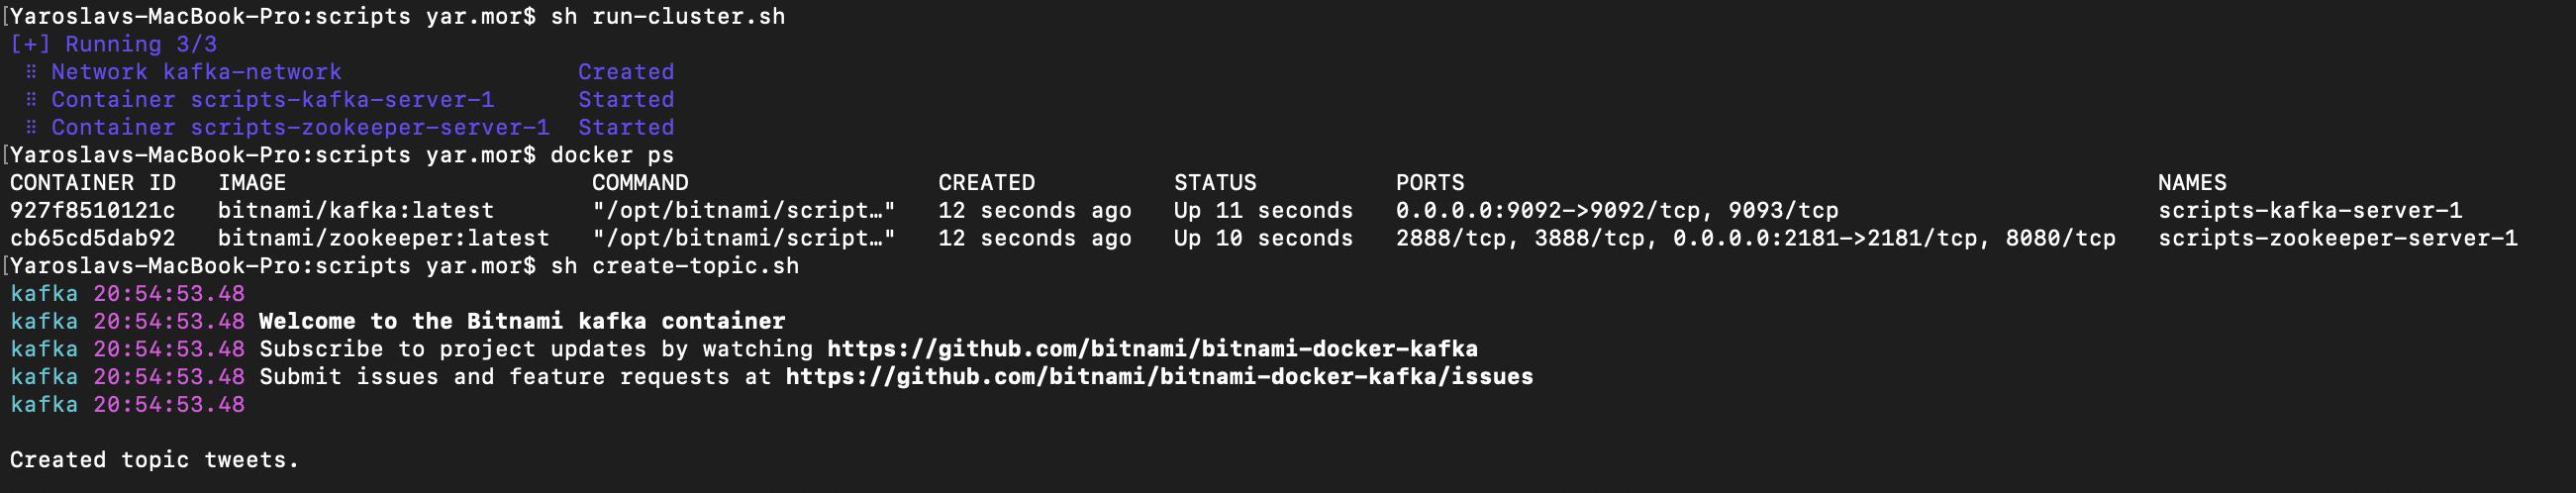 [Yaroslavs-MacBook-Pro:scripts yar.mor$ sh run-cluster.sh
[+] Running 3/3
⠿ Network kafka-network Created
⠿ Container scripts-kafka-server-1 Started
⠿ Container scripts-zookeeper-server-1 Started
[Yaroslavs-MacBook-Pro:scripts yar.mor$ docker ps
CONTAINER ID IMAGE COMMAND CREATED STATUS PORTS NAMES
927f8510121c bitnami/kafka:latest "/opt/bitnami/script…" 12 seconds ago Up 11 seconds 0.0.0.0:9092->9092/tcp, 9093/tcp scripts-kafka-server-1
cb65cd5dab92 bitnami/zookeeper:latest "/opt/bitnami/script…" 12 seconds ago Up 10 seconds 2888/tcp, 3888/tcp, 0.0.0.0:2181->2181/tcp, 8080/tcp scripts-zookeeper-server-1
[Yaroslavs-MacBook-Pro:scripts yar.mor$ sh create-topic.sh
kafka 20:54:53.48
kafka 20:54:53.48 Welcome to the Bitnami kafka container
kafka 20:54:53.48 Subscribe to project updates by watching https://github.com/bitnami/bitnami-docker-kafka
kafka 20:54:53.48 Submit issues and feature requests at https://github.com/bitnami/bitnami-docker-kafka/issues
kafka 20:54:53.48
Created topic tweets.